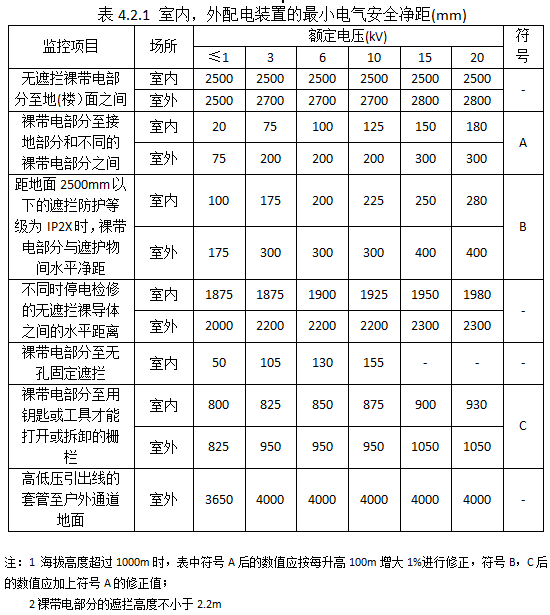 表 4.2.1 室内，外配电装置的最小电气安全净距(mm)
监控项目 场所 额定电压(kV) 符号
≤1 3 6 10 15 20
无遮拦裸带电部分至地(楼)面之间 室内 2500 2500 2500 2500 2500 2500 -
室外 2500 2700 2700 2700 2800 2800
裸带电部分至接地部分和不同的裸带电部分之间 室内 20 75 100 125 150 180 A
室外 75 200 200 200 300 300
距地面 2500mm 以下的遮拦防护等级为 IP2X 时，裸带电部分与遮护物间水平净距 室内 100 175 200 225 250 280 B
室外 175 300 300 300 400 400
不同时停电检修的无遮拦裸导体之间的水平距离 室内 1875 1875 1900 1925 1950 1980 -
室外 2000 2200 2200 2200 2300 2300
裸带电部分至无孔固定遮拦 室内 50 105 130 155 - - -
裸带电部分至用钥匙或工具才能打开或拆卸的栅栏 室内 800 825 850 875 900 930 C
室外 825 950 950 950 1050 1050
高低压引出线的套管至户外通道地面 室外 3650 4000 4000 4000 4000 4000 -
注：1 海拔高度超过 1000m 时，表中符号 A 后的数值应按每升高 100m 增大 1%进行修正，符号 B，C 后
的数值应加上符号 A 的修正值；
2 裸带电部分的遮拦高度不小于 2.2m